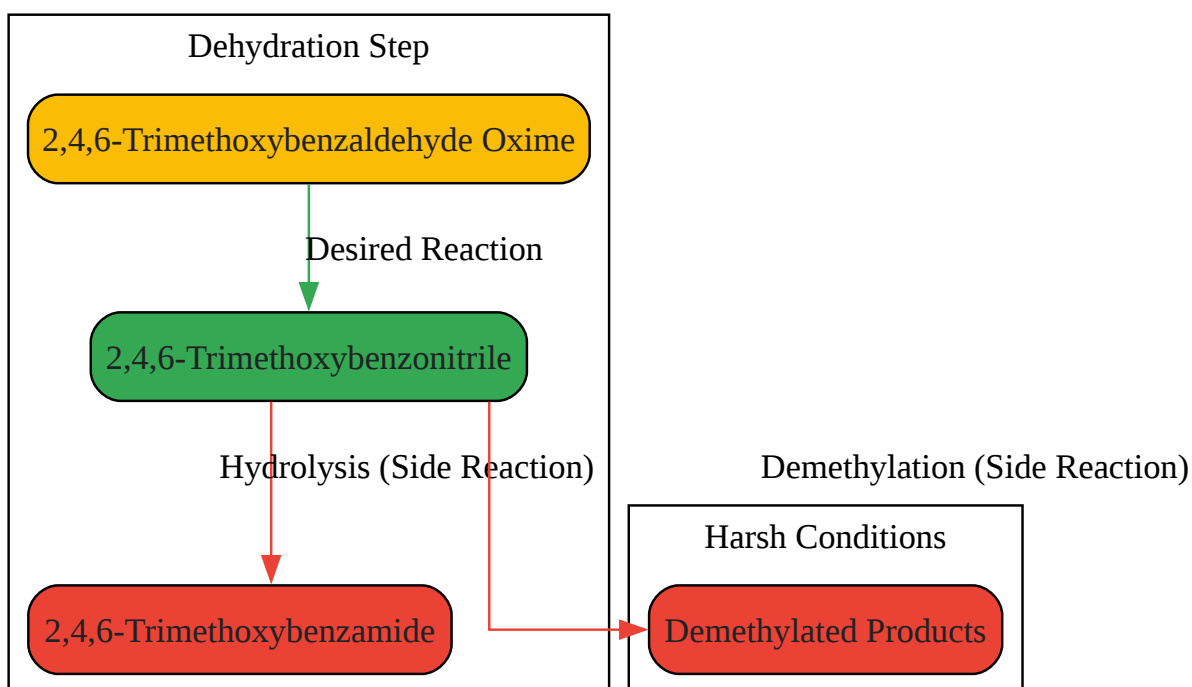 Dehydration Step
2,4,6-Trimethoxybenzaldehyde Oxime
Desired Reaction
2,4,6-Trimethoxybenzonitrile
Hydrolysis (Side Reaction)
Demethylation (Side Reaction)
Harsh Conditions
2,4,6-Trimethoxybenzamide
Demethylated Products